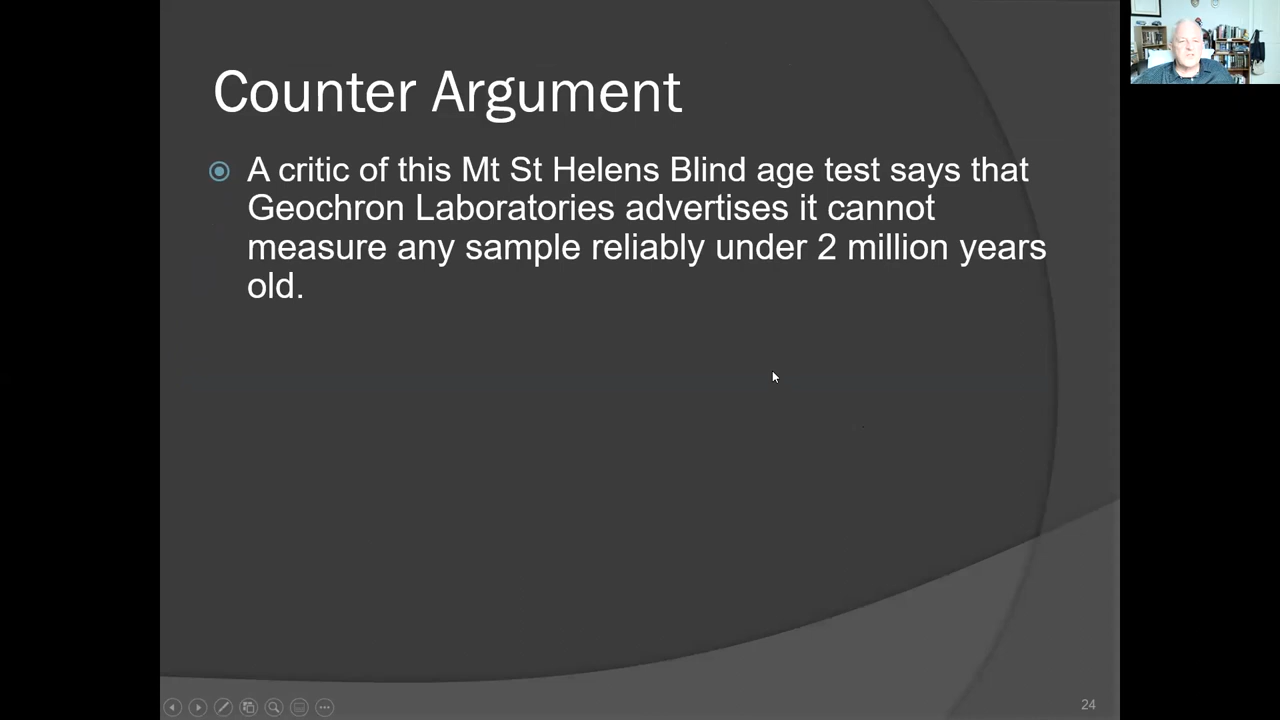 Counter Argument
A critic of this Mt St Helens Blind age test says that
Geochron Laboratories advertises it cannot
measure any sample reliably under 2 million years
old.
24